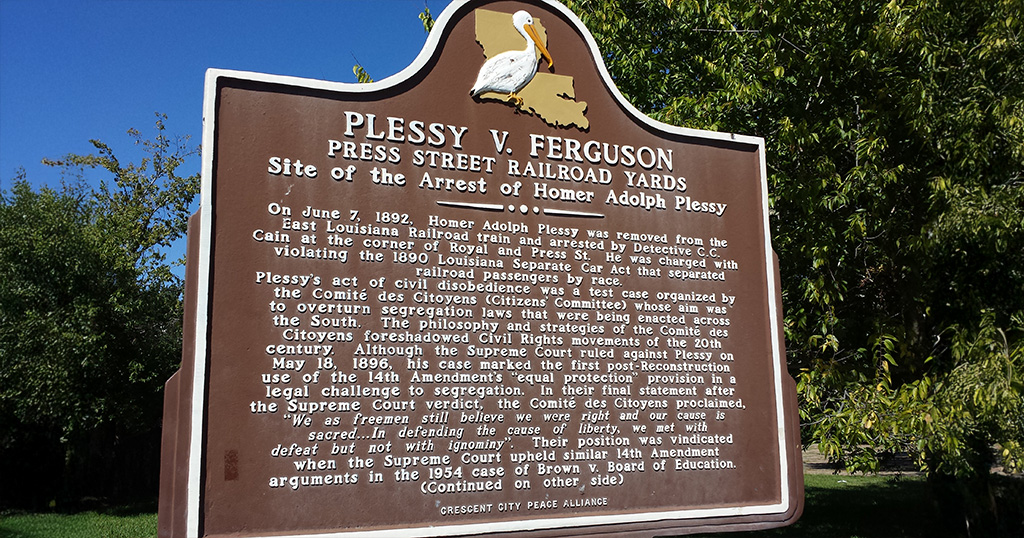 PLESSY V. FERGUSON
PRESS STREET RAILROAD YARDS
Site of the Arrest of Homer Adolph Plessy
On June 7, 1892, Homer Adolph Plessy was removed from the
East Louisiana Railroad train and arrested by Detective C.C.
Cain at the corner of Royal and Press St. He was charged with
violating the 1890 Louisiana Separate Car Act that separated
railroad passengers by race.
Plessy's act of civil disobedience was a test case organized by
the Comité des Citoyens (Citizens' Committee) whose aim was
to overturn segregation laws that were being enacted across
the South. The philosophy and strategies of the Comité des
Citoyens foreshadowed Civil Rights movements of the 20th
century. Although the Supreme Court ruled against Plessy on
May 18, 1896, his case marked the first post-Reconstruction
use of the 14th Amendment's "equal protection" provision in a
legal challenge to segregation. In their final statement after
the Supreme Court verdict, the Comité des Citoyens proclaimed,
"We as freemen still believe we were right and our cause is
sacred...In defending the cause of liberty, we met with
defeat but not with ignominy". Their position was vindicated
when the Supreme Court upheld similar 14th Amendment
arguments in the 1954 case of Brown v. Board of Education.
(Continued on other side)
CRESCENT CITY PEACE ALLIANCE